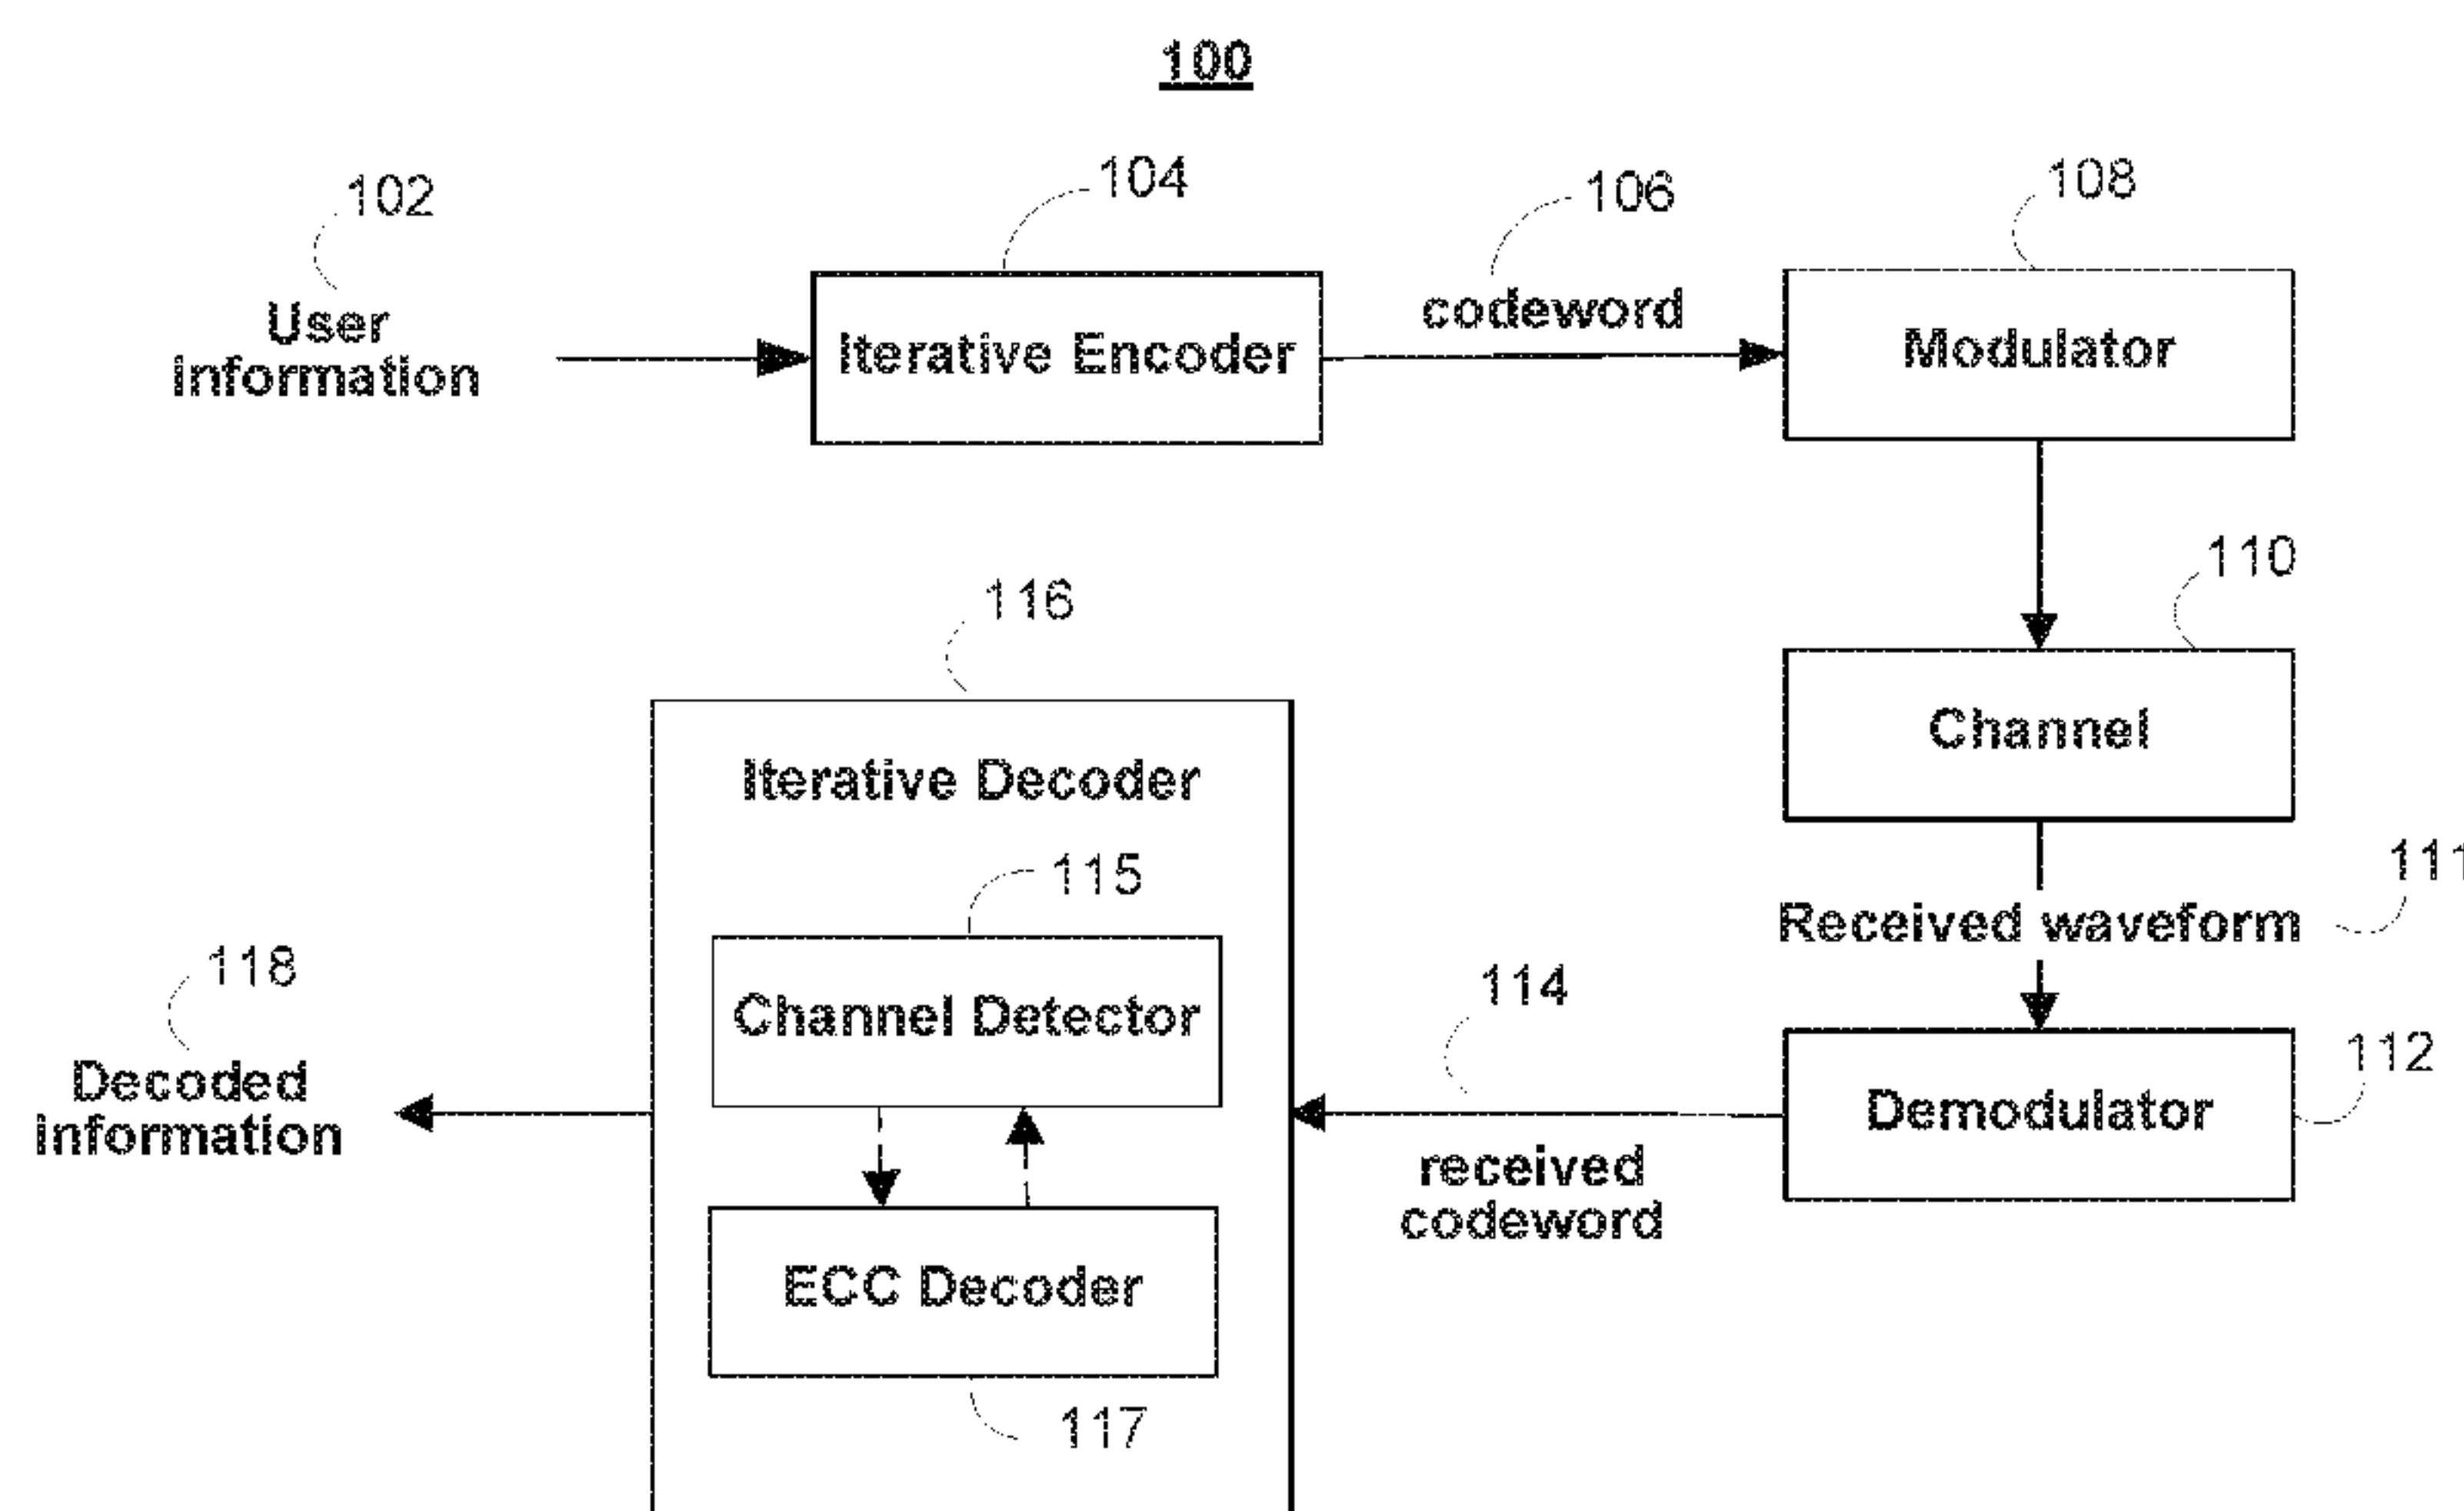 100
102
104
106
108
User
information
Iterative Encoder
codeword
Modulator
110
116
Channel
Iterative Decoder
115
111
Received waveform
118
114
Channel Detector
112
Decoded
information
Demodulator
received
codeword
ECC Decoder
117